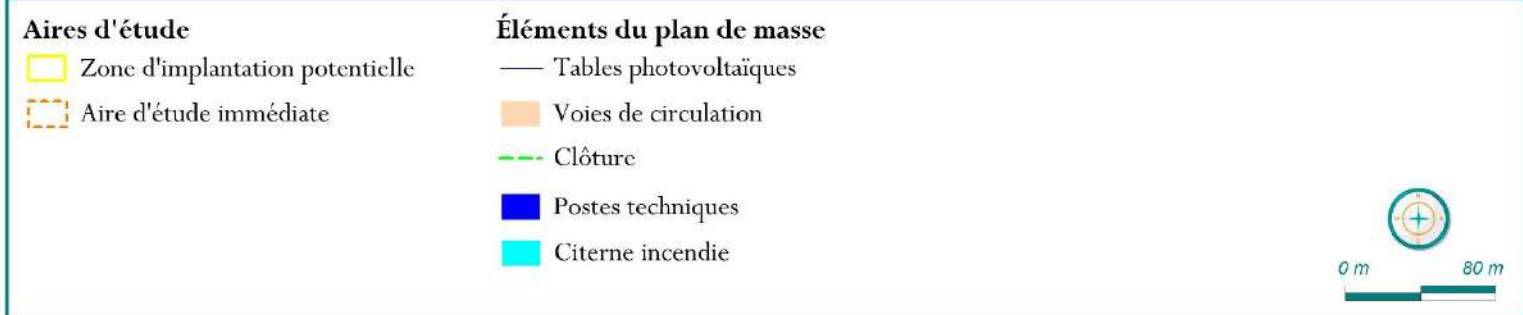 Aires d'étude
Zone d'implantation potentielle
Aire d'étude immédiate
Éléments du plan de masse
Tables photovoltaïques
Voies de circulation
Clôture
Postes techniques
Citerne incendie
0 m 80 m